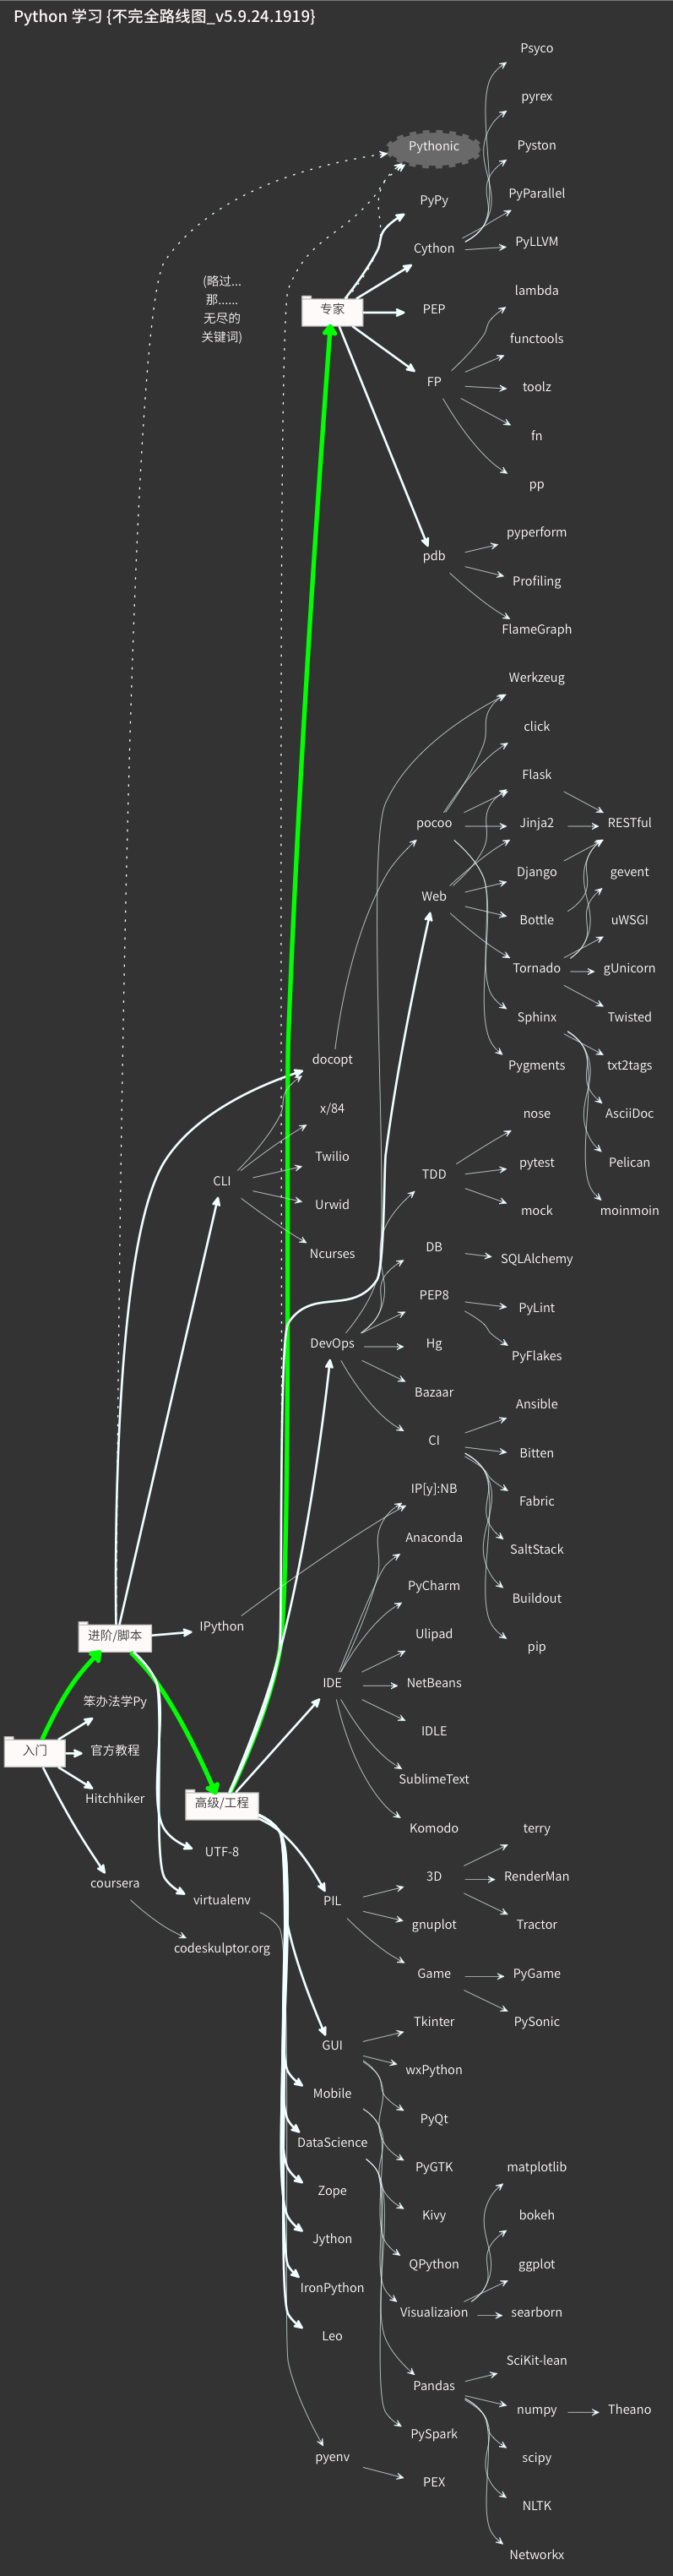 Python 学习 {不完全路线图_v5.9.24.1919}
Psyco
pyrex
Pythonic
Pyston
PyPy
PyParallel
Cython
PyLLVM
(略过...
那......
无尽的
关键词)
lambda
专家
PEP
functools
FP
toolz
fn
pp
pyperform
pdb
Profiling
FlameGraph
Werkzeug
click
Flask
pocoo
Jinja2
RESTful
Django
gevent
Web
Bottle
uWSGI
Tornado
gUnicorn
Sphinx
Twisted
docopt
Pygments
txt2tags
x/84
nose
AsciiDoc
Twilio
pytest
Pelican
CLI
TDD
Urwid
mock
moinmoin
Ncurses
DB
SQLAlchemy
PEP8
PyLint
DevOps
Hg
PyFlakes
Bazaar
Ansible
CI
Bitten
IP[y]:NB
Fabric
Anaconda
SaltStack
PyCharm
Buildout
IPython
进阶/脚本
Ulipad
pip
IDE
NetBeans
笨办法学Py
IDLE
入门
官方教程
SublimeText
Hitchhiker
高级/工程
Komodo
terry
UTF-8
3D
RenderMan
coursera
virtualenv
PIL
gnuplot
Tractor
codeskulptor.org
Game
PyGame
Tkinter
PySonic
GUI
wxPython
Mobile
PyQt
DataScience
PyGTK
matplotlib
Zope
Kivy
bokeh
Jython
QPython
ggplot
IronPython
Visualizaion
searborn
Leo
SciKit-lean
Pandas
numpy
Theano
PySpark
pyenv
scipy
PEX
NLTK
Networkx